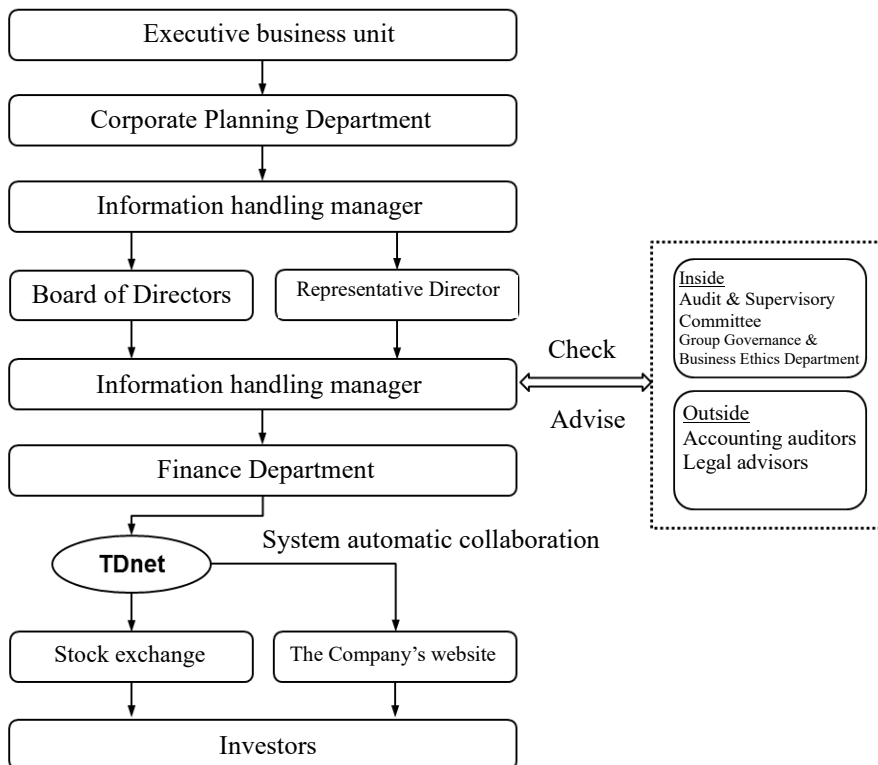 Executive business unit
Corporate Planning Department
Information handling manager
Board of Directors
Representative Director
Information handling manager
Check
Advise
Inside
Audit & Supervisory
Committee
Group Governance &
Business Ethics Department
Outside
Accounting auditors
Legal advisors
Finance Department
System automatic collaboration
TDnet
Stock exchange
The Company’s website
Investors